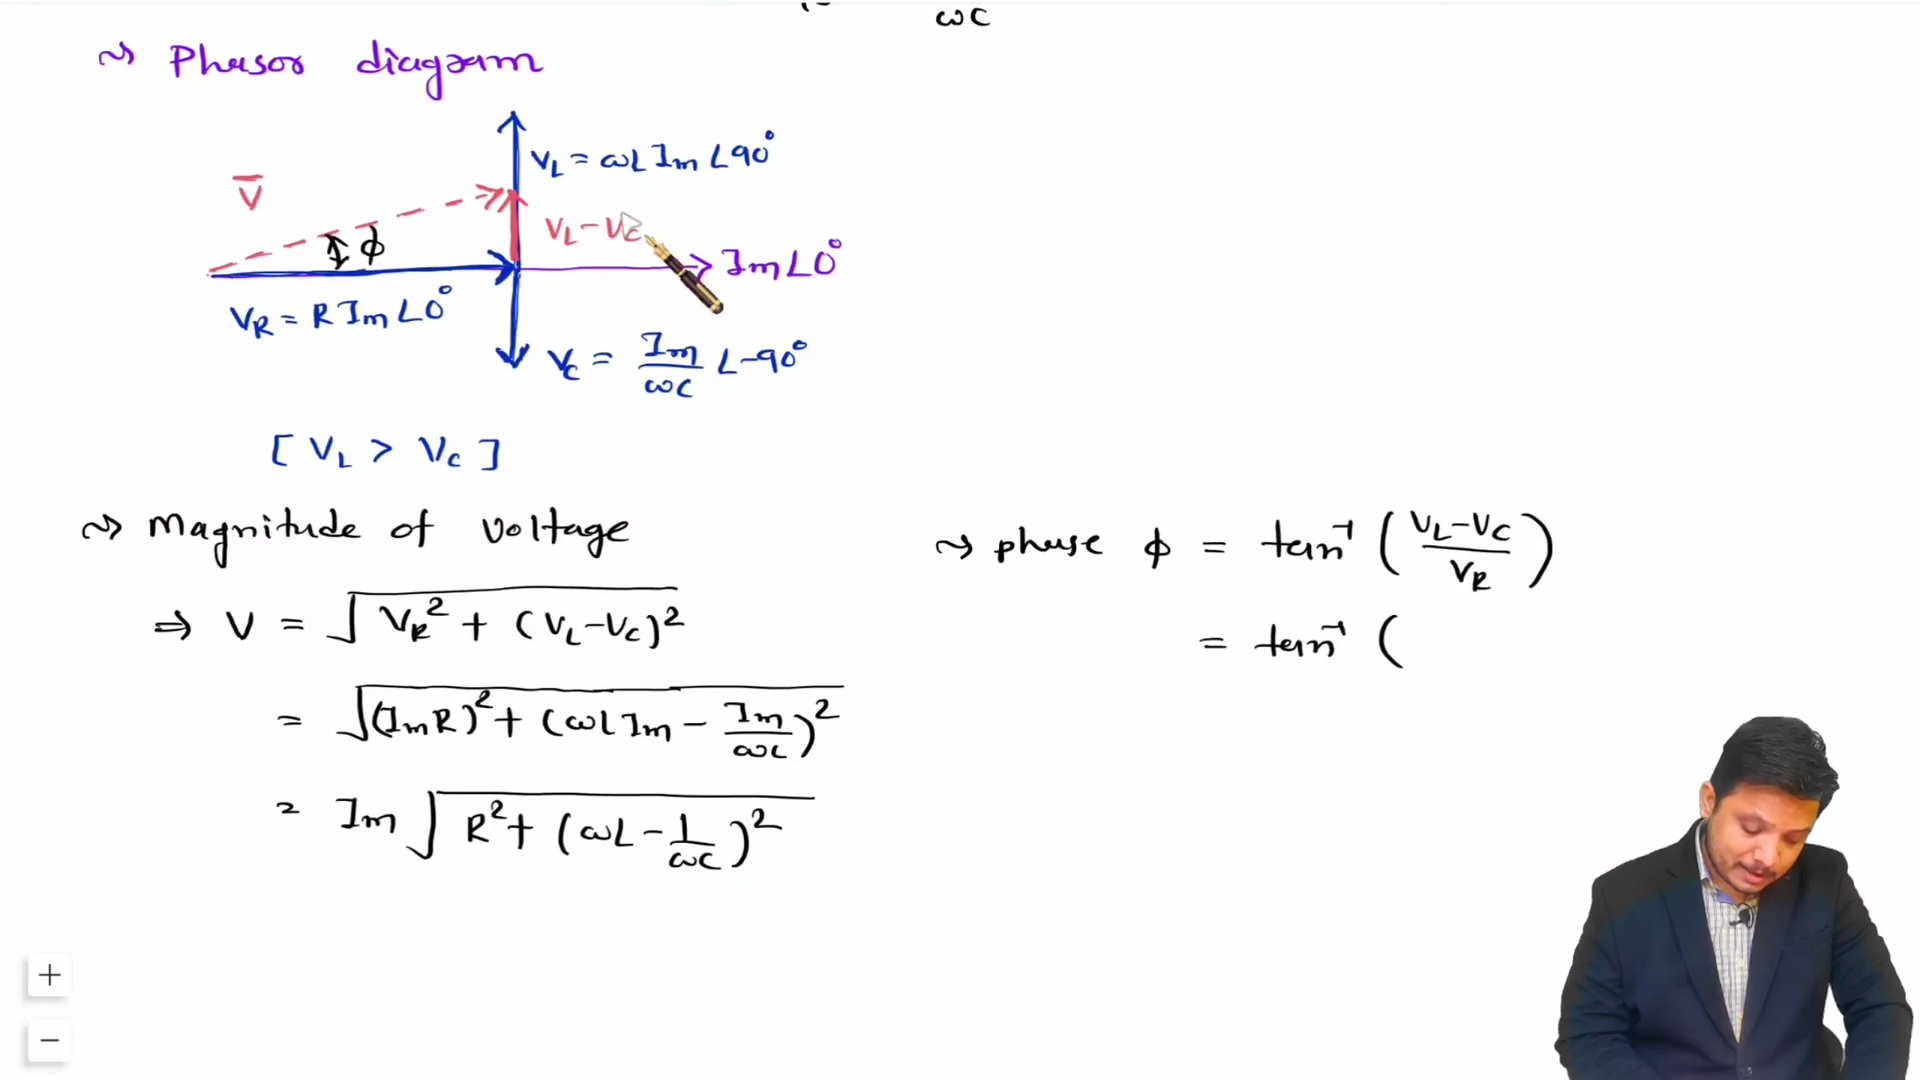 ωC
~> Phasor diagram
V̅
VL = ωL Im ∠90°
ϕ
VL-VC
Im∠0°
VR = R Im ∠0°
VC = Im/ωC ∠-90°
[ VL > VC ]
~> Magnitude of voltage
⇒ V = √(VR² + (VL-VC)²)
= √((ImR)² + (ωL Im - Im/ωC)²)
= Im √(R² + (ωL - 1/ωC)²)
~> phase ϕ = tan⁻¹ ( VL-VC / VR )
= tan⁻¹ (
+
−